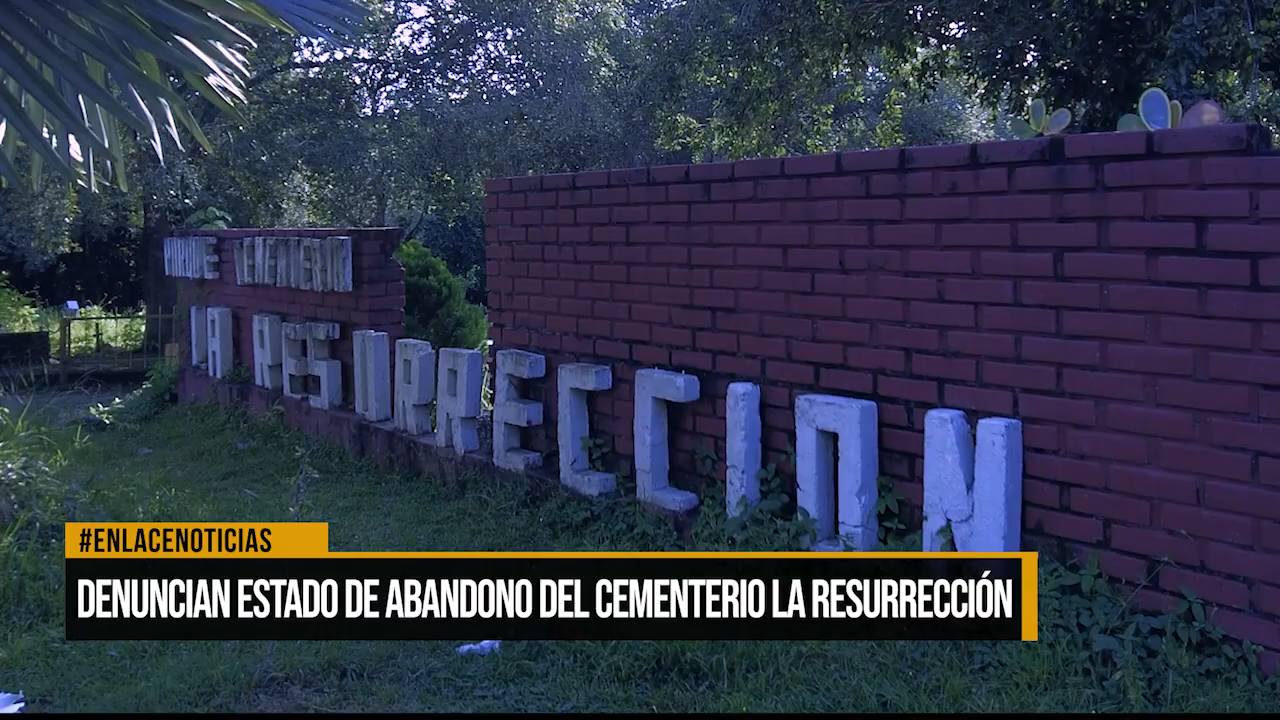 PARQUE CEMENTERIO
LA RESURRECCION
#ENLACENOTICIAS
DENUNCIAN ESTADO DE ABANDONO DEL CEMENTERIO LA RESURRECCIÓN